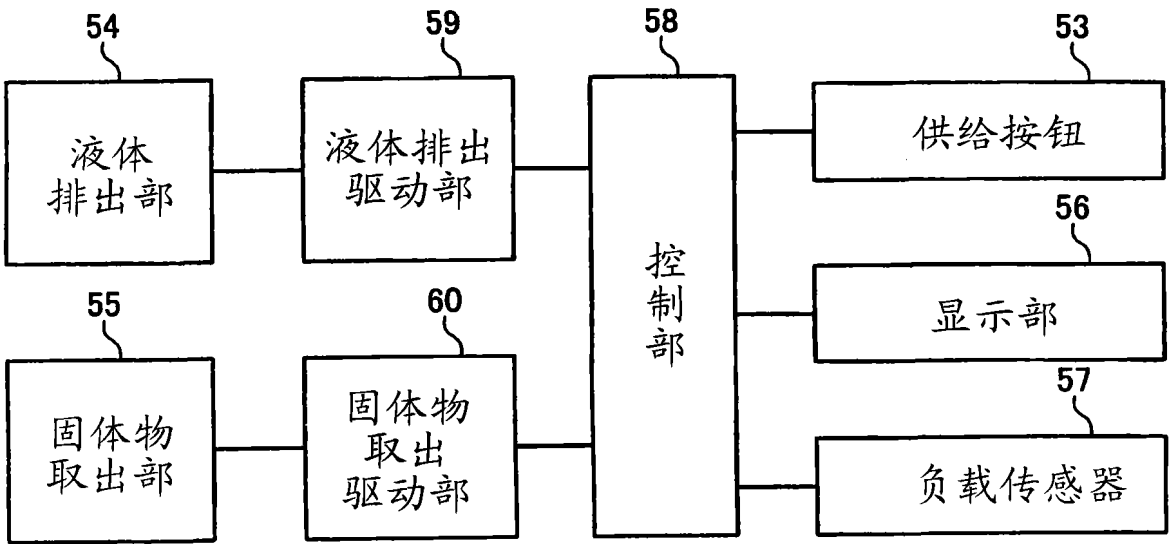 54
液体
排出部
59
液体排出
驱动部
58
控
制
部
53
供给按钮
56
显示部
55
固体物
取出部
60
固体物
取出
驱动部
57
负载传感器